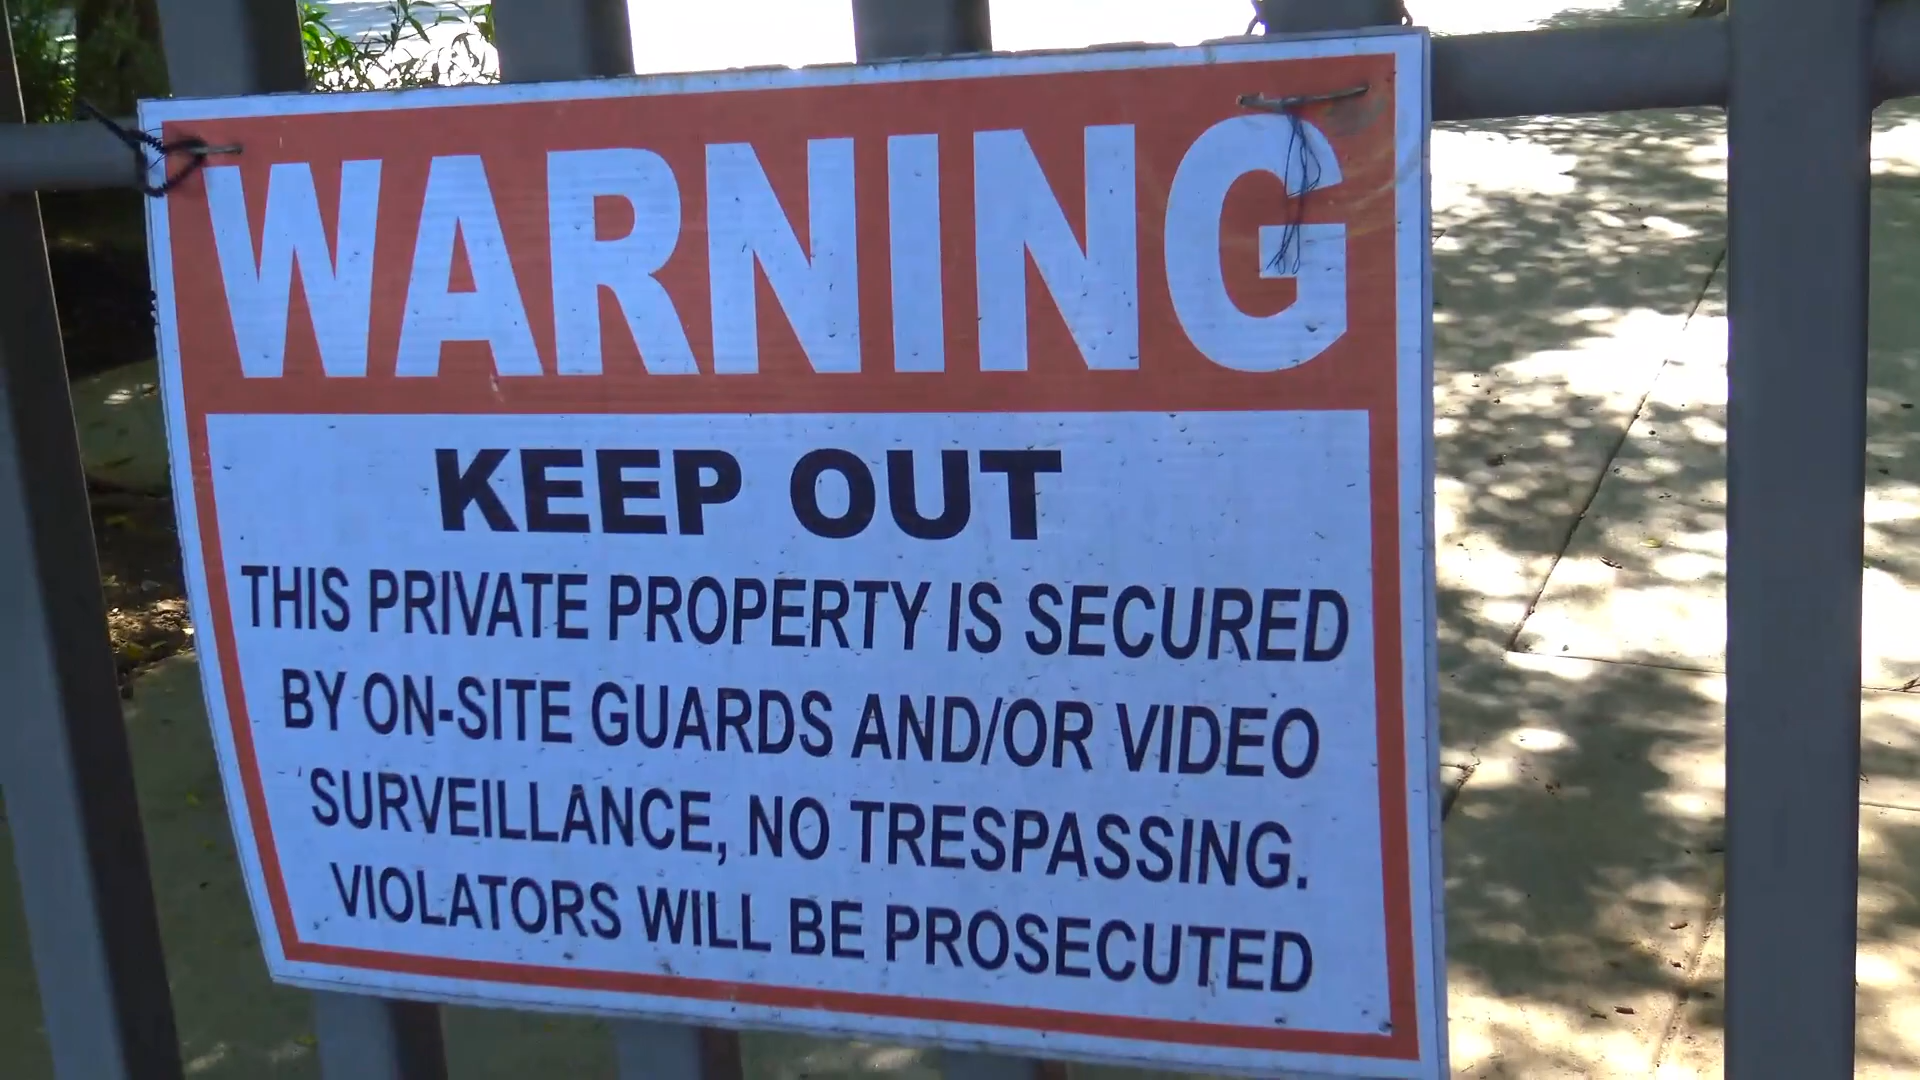 WARNING
KEEP OUT
THIS PRIVATE PROPERTY IS SECURED
BY ON-SITE GUARDS AND/OR VIDEO
SURVEILLANCE, NO TRESPASSING.
VIOLATORS WILL BE PROSECUTED